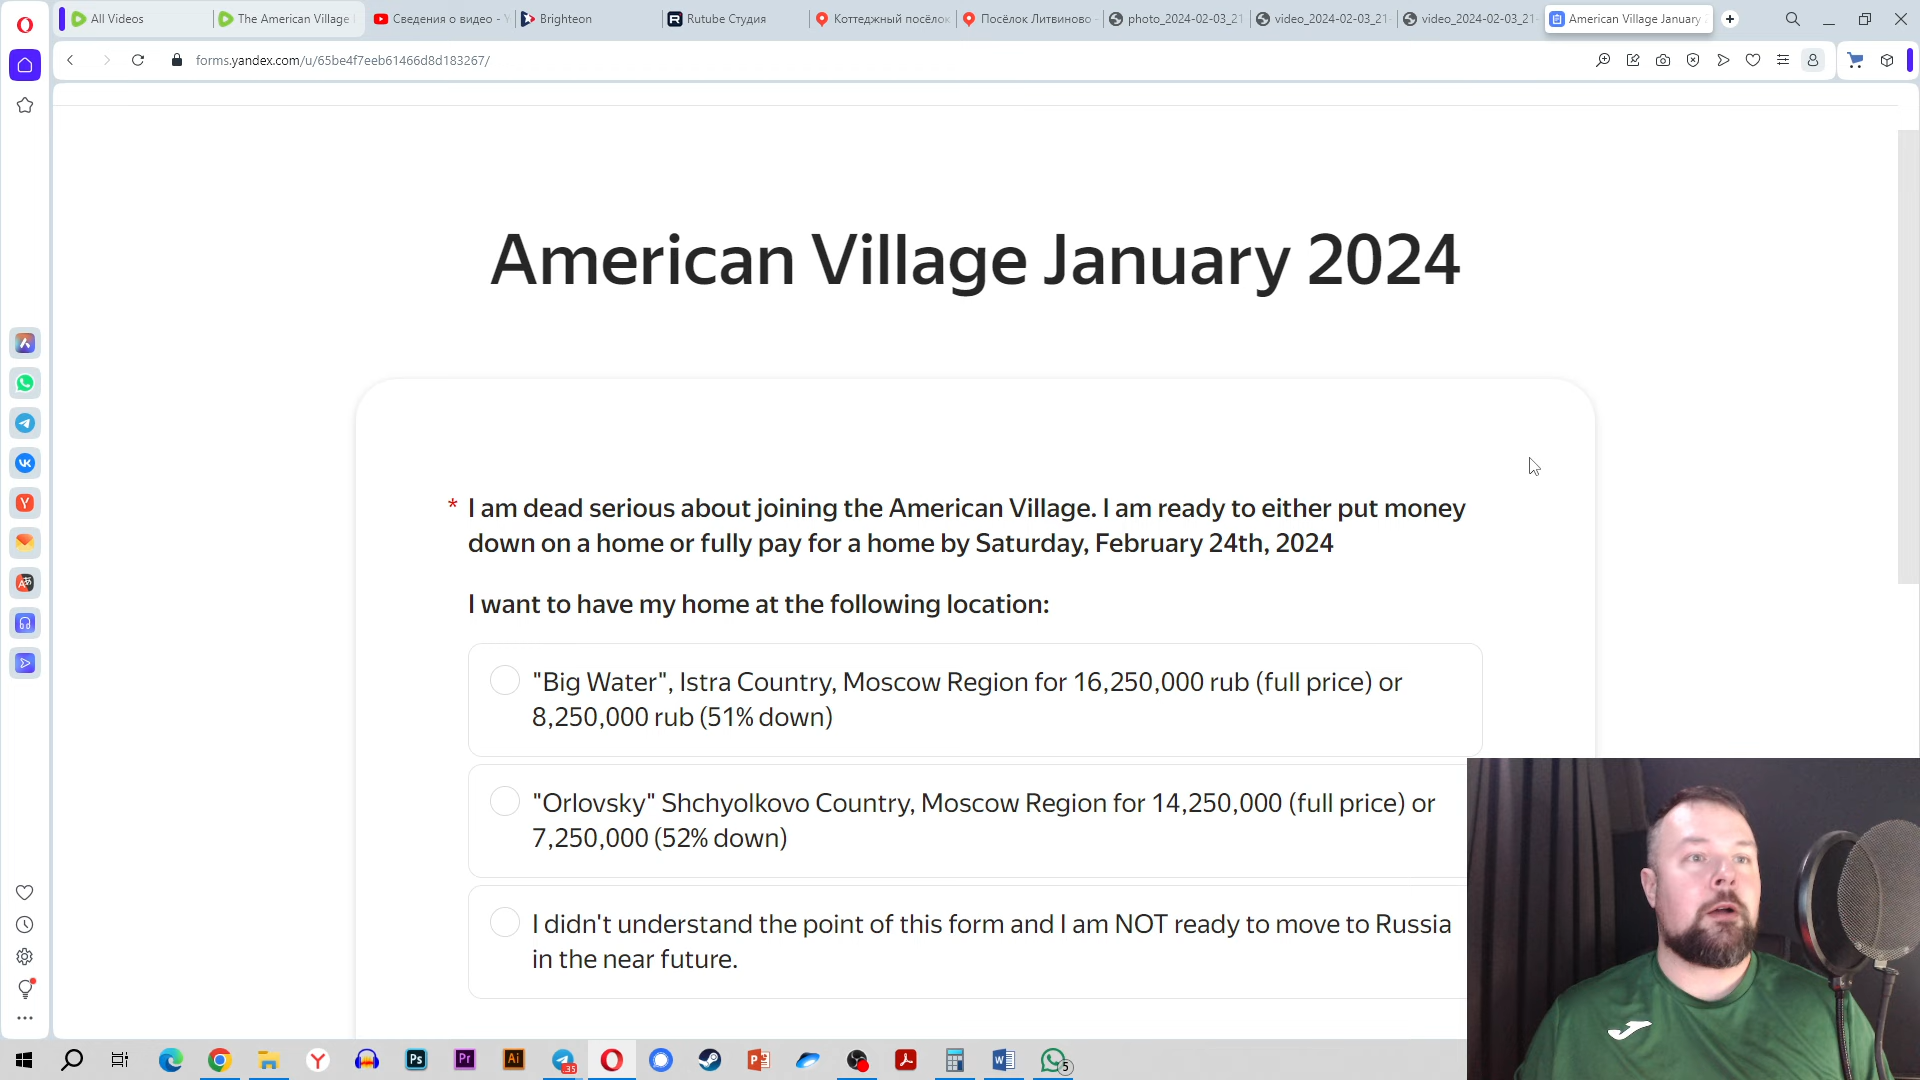 All Videos
The American Village
Сведения о видео - Y
Brighteon
Rutube Студия
Коттеджный посёлок
Посёлок Литвиново -
photo_2024-02-03_21
video_2024-02-03_21-
video_2024-02-03_21-
American Village January
forms.yandex.com/u/65be4f7eeb61466d8d183267/
American Village January 2024
* I am dead serious about joining the American Village. I am ready to either put money
down on a home or fully pay for a home by Saturday, February 24th, 2024
I want to have my home at the following location:
"Big Water", Istra Country, Moscow Region for 16,250,000 rub (full price) or
8,250,000 rub (51% down)
"Orlovsky" Shchyolkovo Country, Moscow Region for 14,250,000 (full price) or
7,250,000 (52% down)
I didn't understand the point of this form and I am NOT ready to move to Russia
in the near future.
Ps
Pr
Ai
35
5